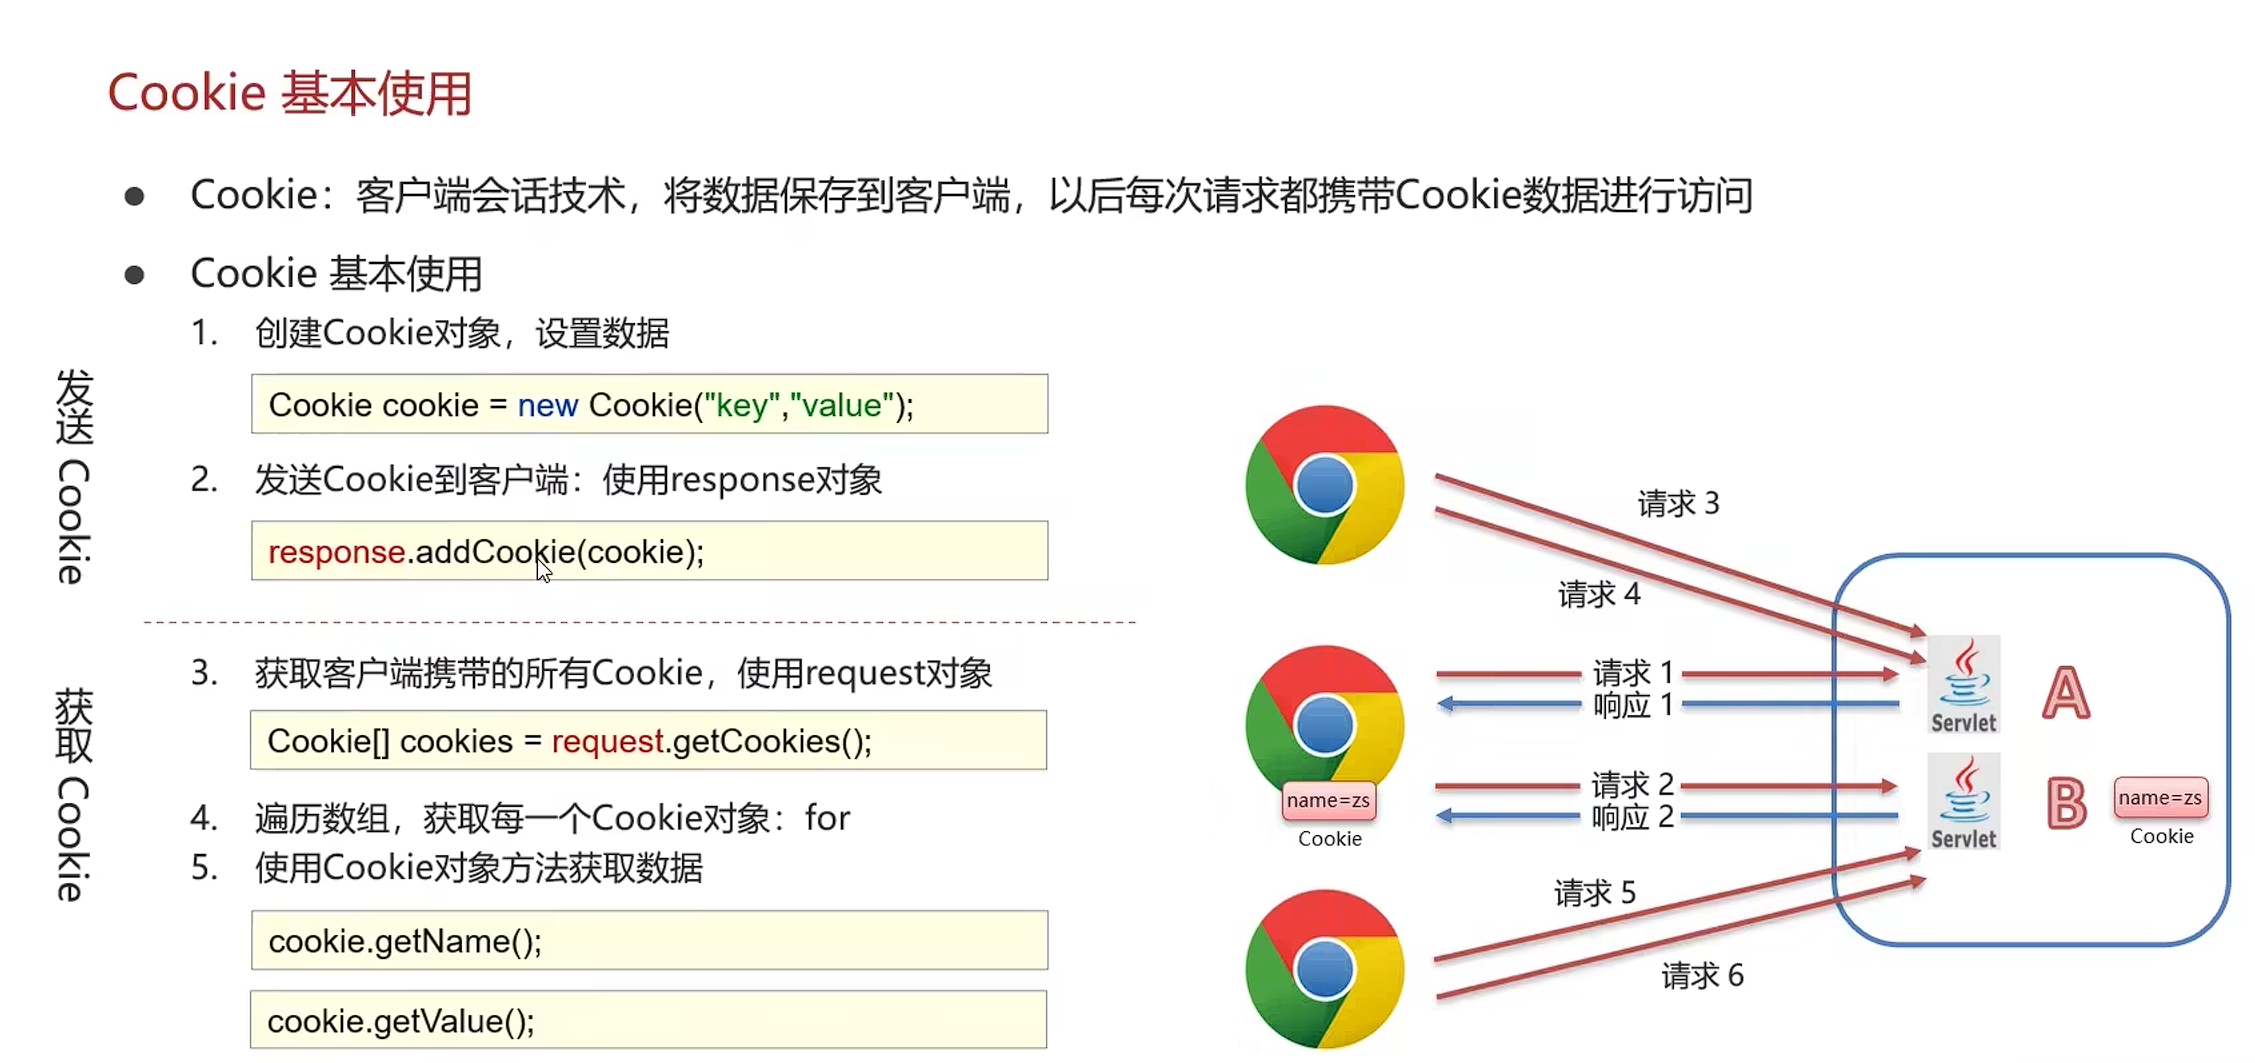 Cookie 基本使用
● Cookie：客户端会话技术，将数据保存到客户端，以后每次请求都携带Cookie数据进行访问
● Cookie 基本使用
发送 Cookie
1. 创建Cookie对象，设置数据
Cookie cookie = new Cookie("key","value");
2. 发送Cookie到客户端：使用response对象
response.addCookie(cookie);
获取 Cookie
3. 获取客户端携带的所有Cookie，使用request对象
Cookie[] cookies = request.getCookies();
4. 遍历数组，获取每一个Cookie对象：for
5. 使用Cookie对象方法获取数据
cookie.getName();
cookie.getValue();
请求 3
请求 4
请求 1
响应 1
Servlet
A
请求 2
响应 2
Servlet
B
name=zs
Cookie
name=zs
Cookie
请求 5
请求 6